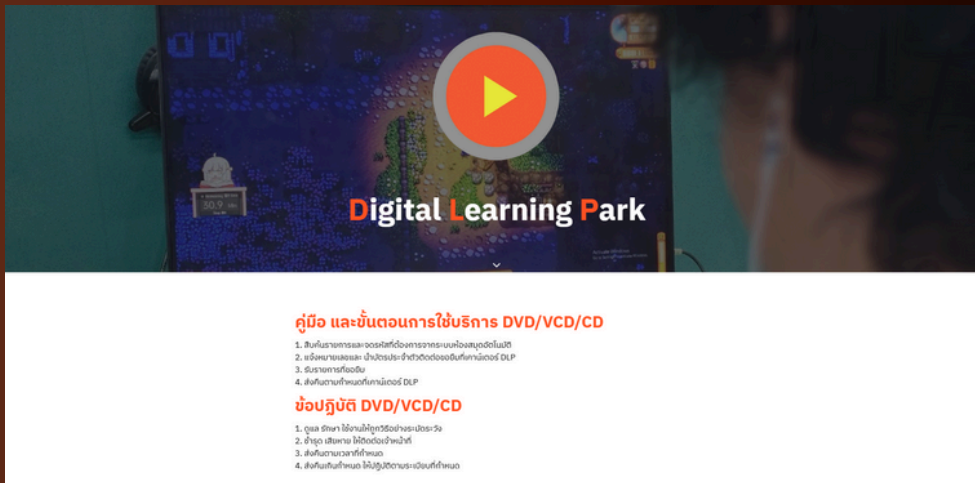 30.9
Digital Learning Park
คู่มือ และขั้นตอนการใช้บริการ DVD/VCD/CD
1. สืบค้นรายการและจดรหัสที่ต้องการจากระบบห้องสมุดอัตโนมัติ
2. แจ้งหมายเลขและ นำบัตรประจำตัวติดต่อขอยืมที่เคาน์เตอร์ DLP
3. รับรายการที่ขอยืม
4. ส่งคืนตามกำหนดที่เคาน์เตอร์ DLP
ข้อปฏิบัติ DVD/VCD/CD
1. ดูแล รักษา ใช้งานให้ถูกวิธีอย่างระมัดระวัง
2. ชำรุด เสียหาย ให้ติดต่อเจ้าหน้าที่
3. ส่งคืนตามเวลาที่กำหนด
4. ส่งคืนเกินกำหนด ให้ปฏิบัติตามระเบียบที่กำหนด